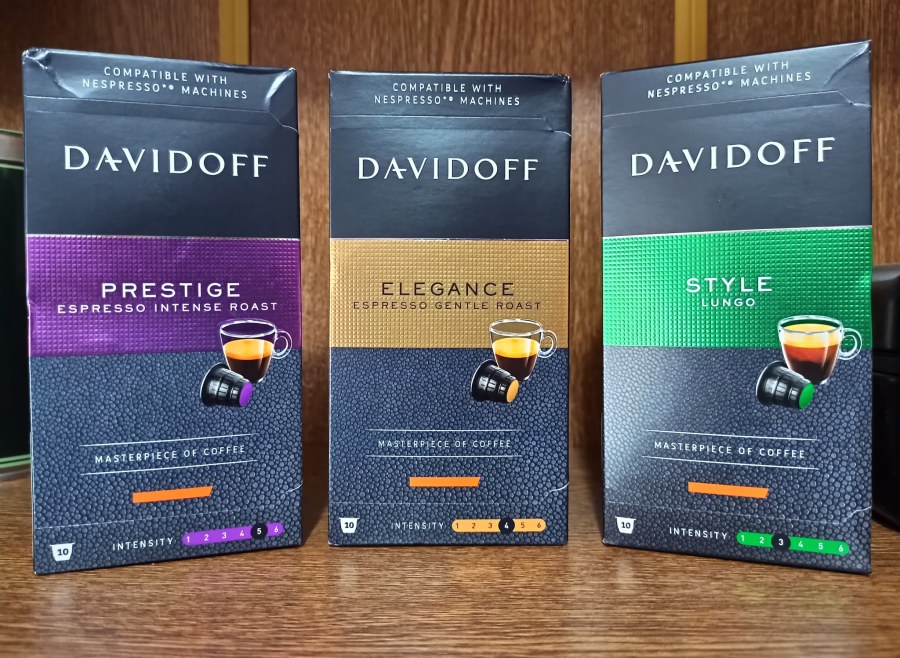 COMPATIBLE WITH
NESPRESSO*® MACHINES
DAVIDOFF
PRESTIGE
ESPRESSO INTENSE ROAST
MASTERPIECE OF COFFEE
10
INTENSITY 1 2 3 4 5 6
COMPATIBLE WITH
NESPRESSO*® MACHINES
DAVIDOFF
ELEGANCE
ESPRESSO GENTLE ROAST
MASTERPIECE OF COFFEE
10
INTENSITY 1 2 3 4 5 6
COMPATIBLE WITH
NESPRESSO*® MACHINES
DAVIDOFF
STYLE
LUNGO
MASTERPIECE OF COFFEE
10
INTENSITY 1 2 3 4 5 6